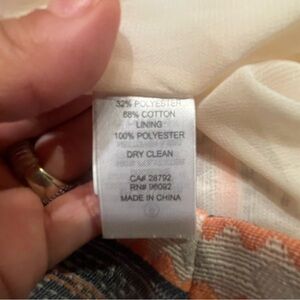 32% POLYESTER
68% COTTON
LINING
100% POLYESTER
DRY CLEAN
CA# 28792
RN# 96092
MADE IN CHINA